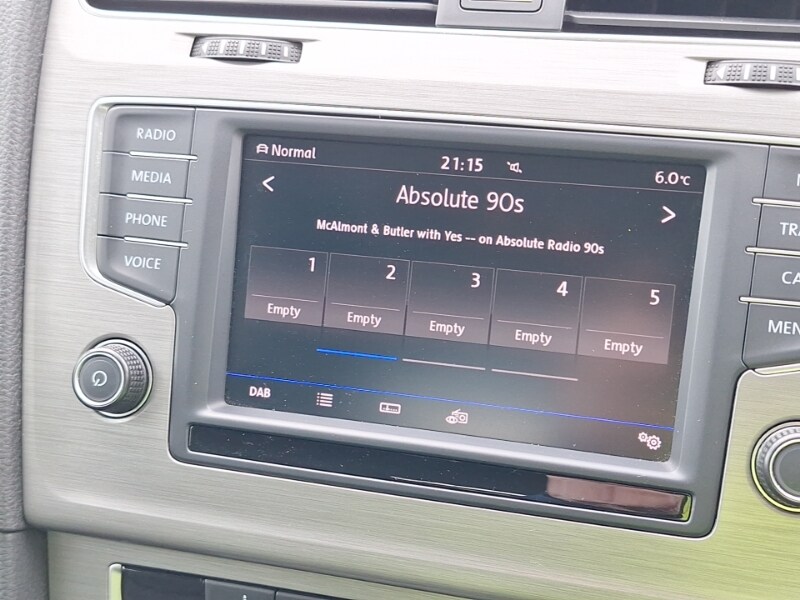 RADIO
MEDIA
PHONE
VOICE
Normal
21:15
6.0°C
Absolute 90s
McAlmont & Butler with Yes -- on Absolute Radio 90s
1 2 3 4 5
Empty Empty Empty Empty Empty
DAB